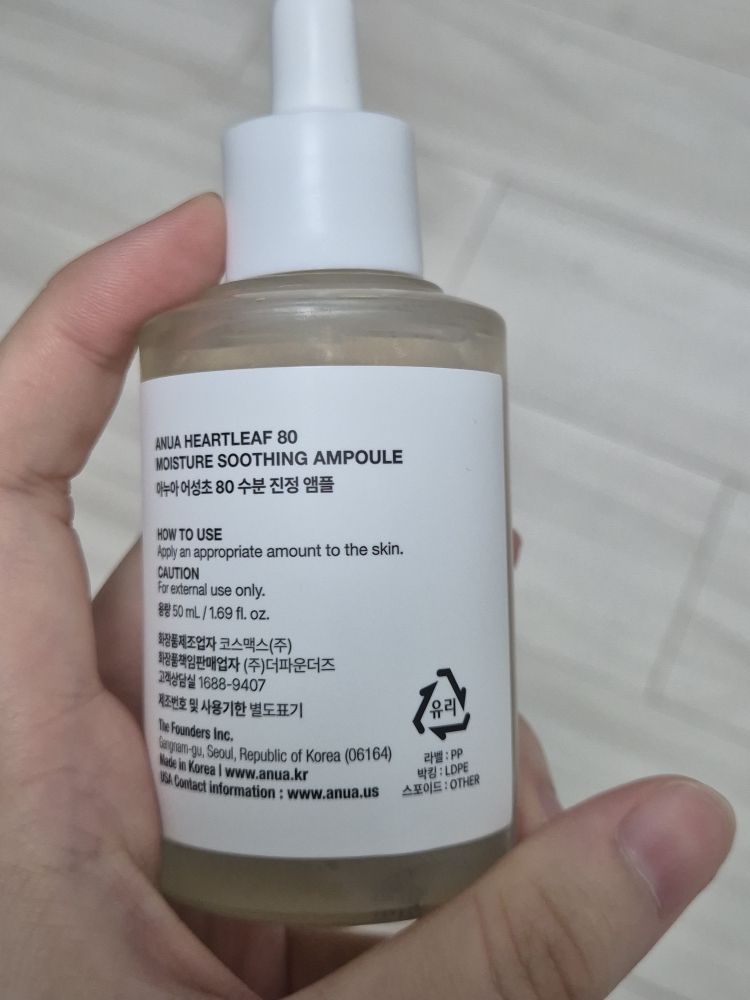 ANUA HEARTLEAF 80
MOISTURE SOOTHING AMPOULE
아누아 어성초 80 수분 진정 앰플
HOW TO USE
Apply an appropriate amount to the skin.
CAUTION
For external use only.
용량 50 mL / 1.69 fl. oz.
화장품제조업자 코스맥스(주)
화장품책임판매업자 (주)더파운더즈
고객상담실 1688-9407
제조번호 및 사용기한 별도표기
The Founders Inc.
Gangnam-gu, Seoul, Republic of Korea (06164)
Made in Korea | www.anua.kr
USA Contact information : www.anua.us
유리
라벨 : PP
박킹 : LDPE
스포이드 : OTHER